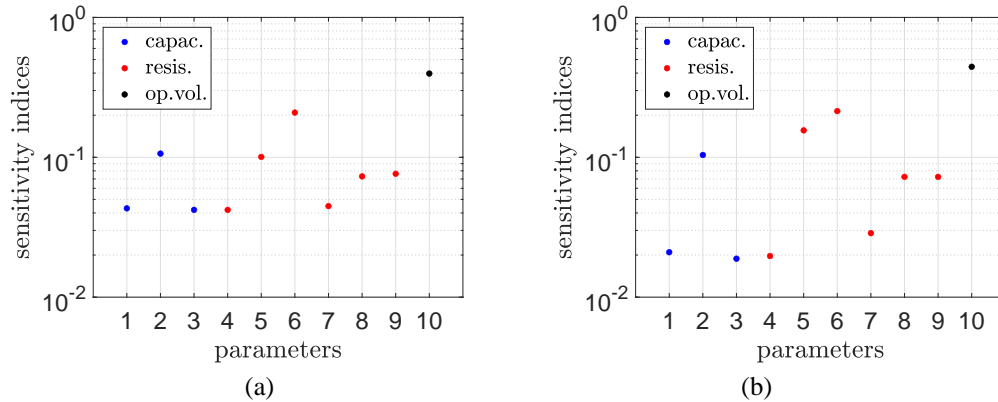 10^0
capac.
resis.
op.vol.
10^-1
10^-2
sensitivity indices
1 2 3 4 5 6 7 8 9 10
parameters
(a)
10^0
capac.
resis.
op.vol.
10^-1
10^-2
sensitivity indices
1 2 3 4 5 6 7 8 9 10
parameters
(b)